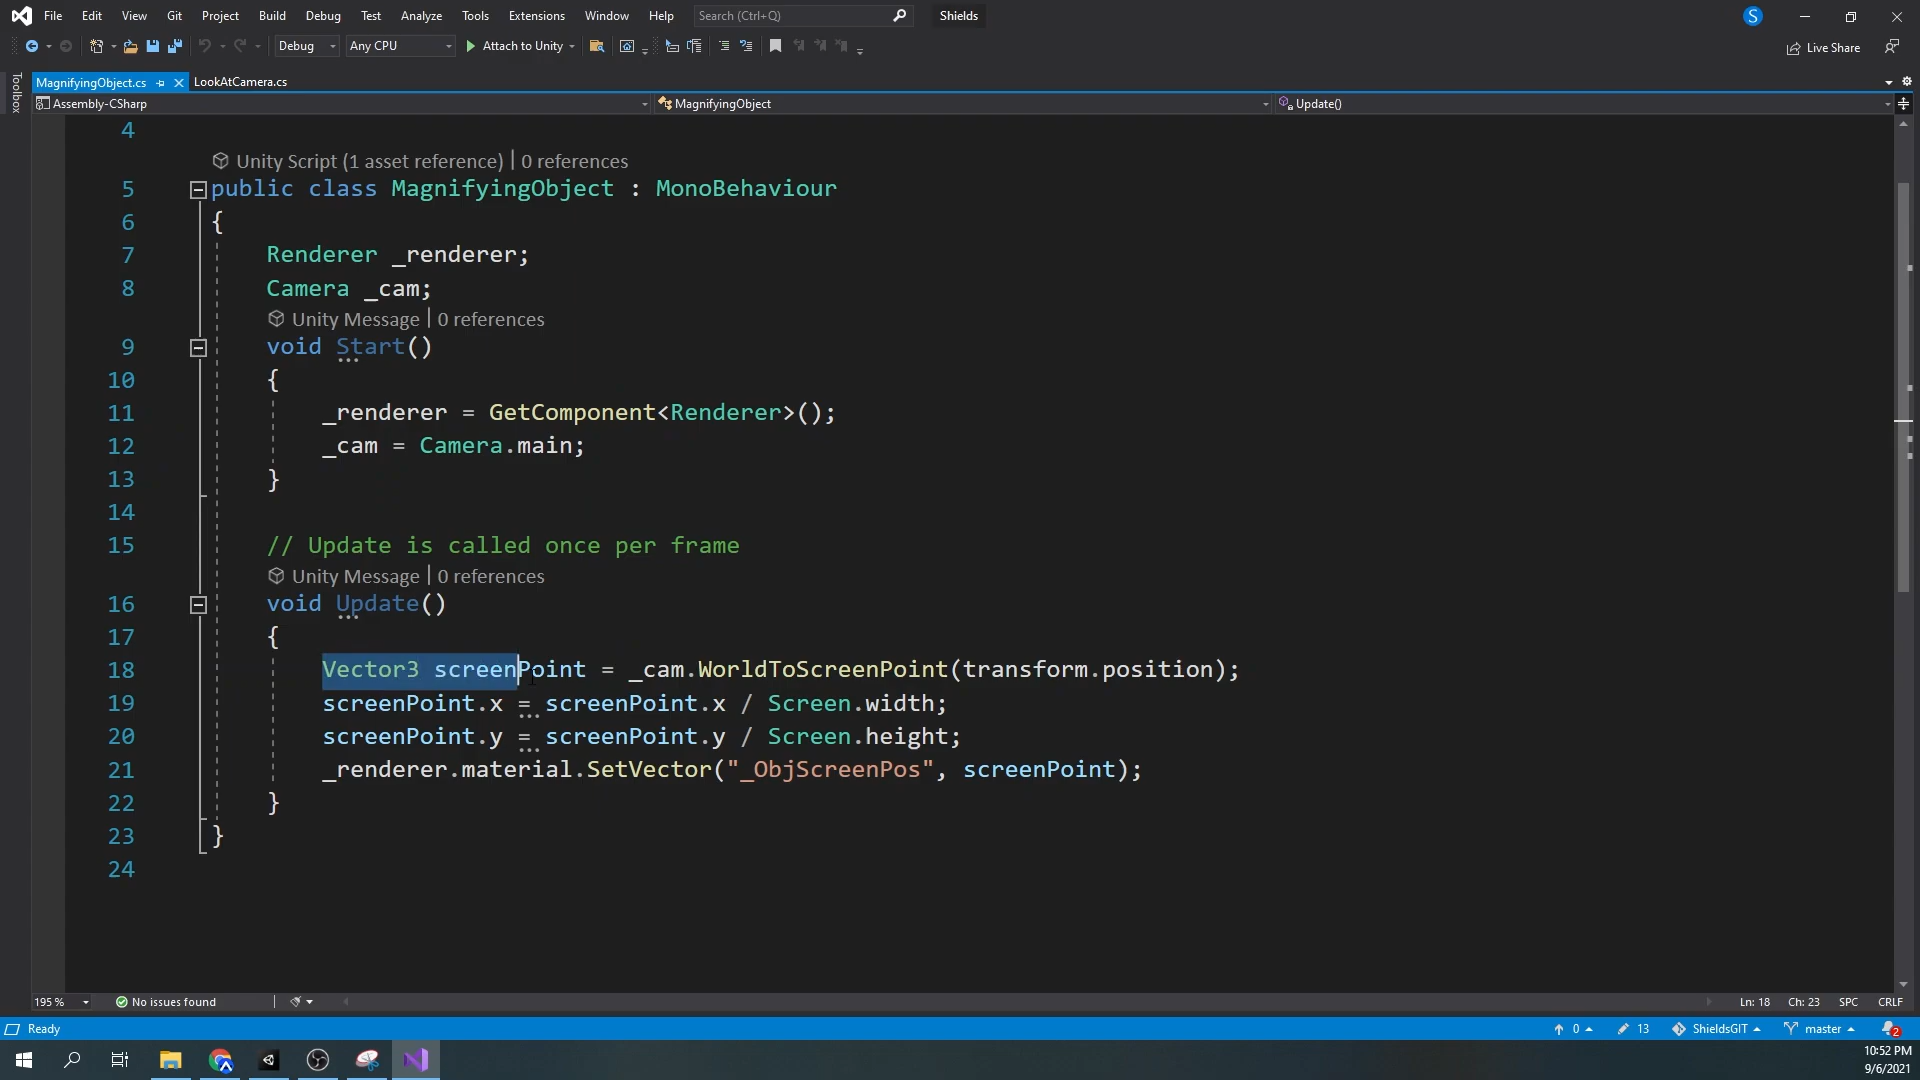 File Edit View Git Project Build Debug Test Analyze Tools Extensions Window Help Search (Ctrl+Q) Shields S
Debug Any CPU Attach to Unity Live Share
Toolbox
MagnifyingObject.cs LookAtCamera.cs
Assembly-CSharp MagnifyingObject Update()
4
Unity Script (1 asset reference) | 0 references
5 public class MagnifyingObject : MonoBehaviour
6 {
7 Renderer _renderer;
8 Camera _cam;
Unity Message | 0 references
9 void Start()
10 {
11 _renderer = GetComponent<Renderer>();
12 _cam = Camera.main;
13 }
14
15 // Update is called once per frame
Unity Message | 0 references
16 void Update()
17 {
18 Vector3 screenPoint = _cam.WorldToScreenPoint(transform.position);
19 screenPoint.x = screenPoint.x / Screen.width;
20 screenPoint.y = screenPoint.y / Screen.height;
21 _renderer.material.SetVector("_ObjScreenPos", screenPoint);
22 }
23 }
24
195 % No issues found Ln: 18 Ch: 23 SPC CRLF
Ready 0 13 ShieldsGIT master 2
10:52 PM
9/6/2021